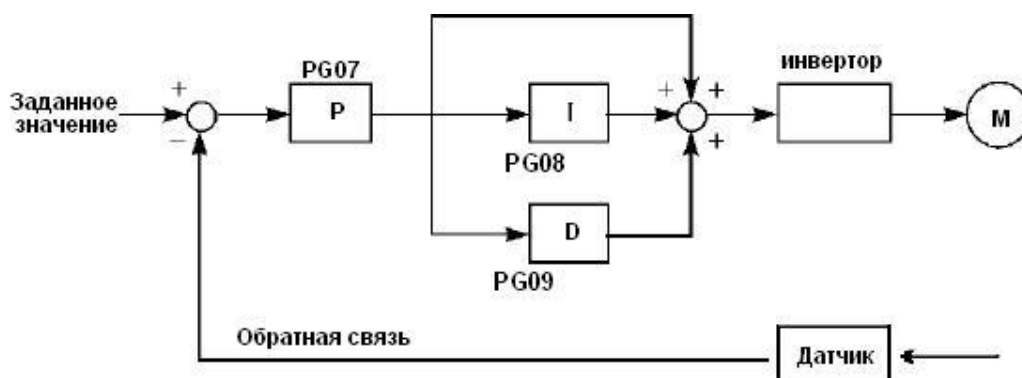 PG07
инвертор
Заданное
значение
+
−
P
I
+
+
+
M
PG08
D
PG09
Обратная связь
Датчик